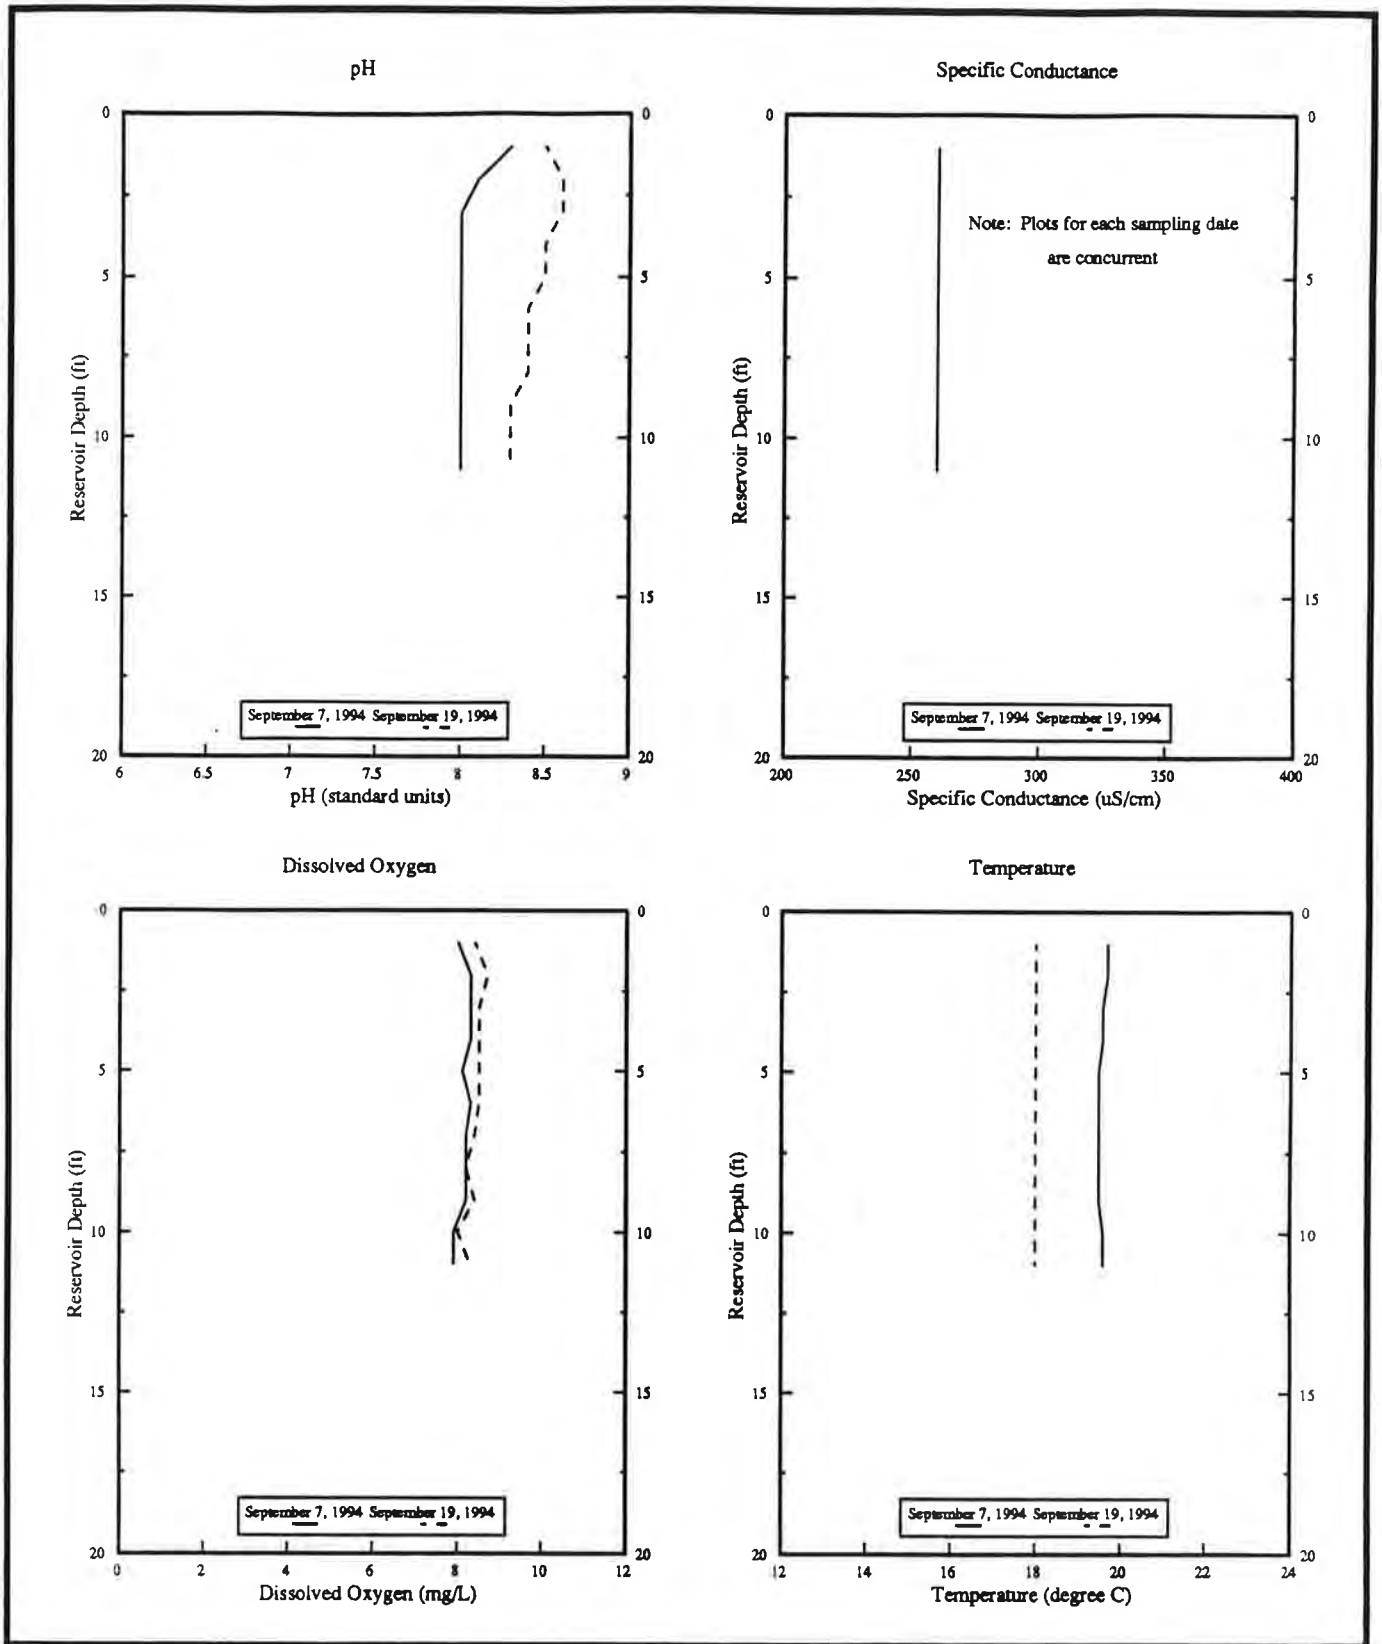 pH
0
5
10
15
20
0
5
10
15
20
Reservoir Depth (ft)
September 7, 1994 September 19, 1994
6 6.5 7 7.5 8 8.5 9
pH (standard units)
Specific Conductance
0
5
10
15
20
0
5
10
15
20
Reservoir Depth (ft)
Note: Plots for each sampling date
are concurrent
September 7, 1994 September 19, 1994
200 250 300 350 400
Specific Conductance (uS/cm)
Dissolved Oxygen
0
5
10
15
20
0
5
10
15
20
Reservoir Depth (ft)
September 7, 1994 September 19, 1994
0 2 4 6 8 10 12
Dissolved Oxygen (mg/L)
Temperature
0
5
10
15
20
0
5
10
15
20
Reservoir Depth (ft)
September 7, 1994 September 19, 1994
12 14 16 18 20 22 24
Temperature (degree C)